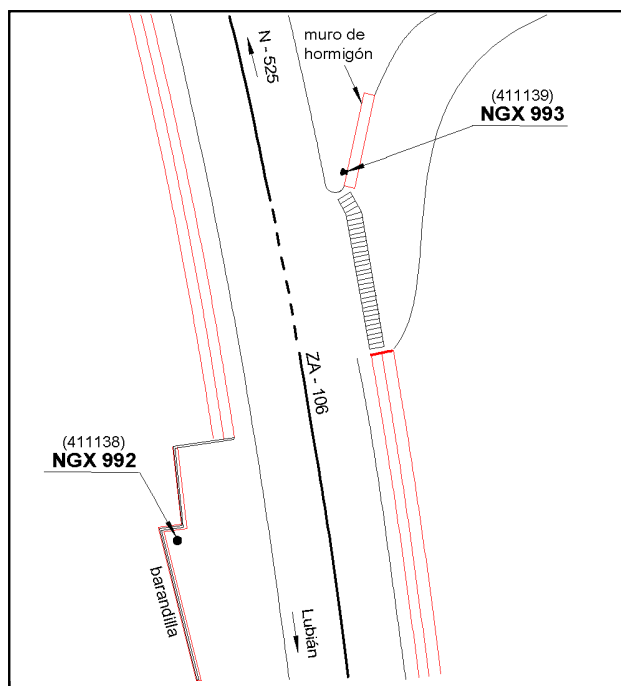 N - 525
muro de
hormigón
(411139)
NGX 993
ZA - 106
(411138)
NGX 992
barandilla
Lubián